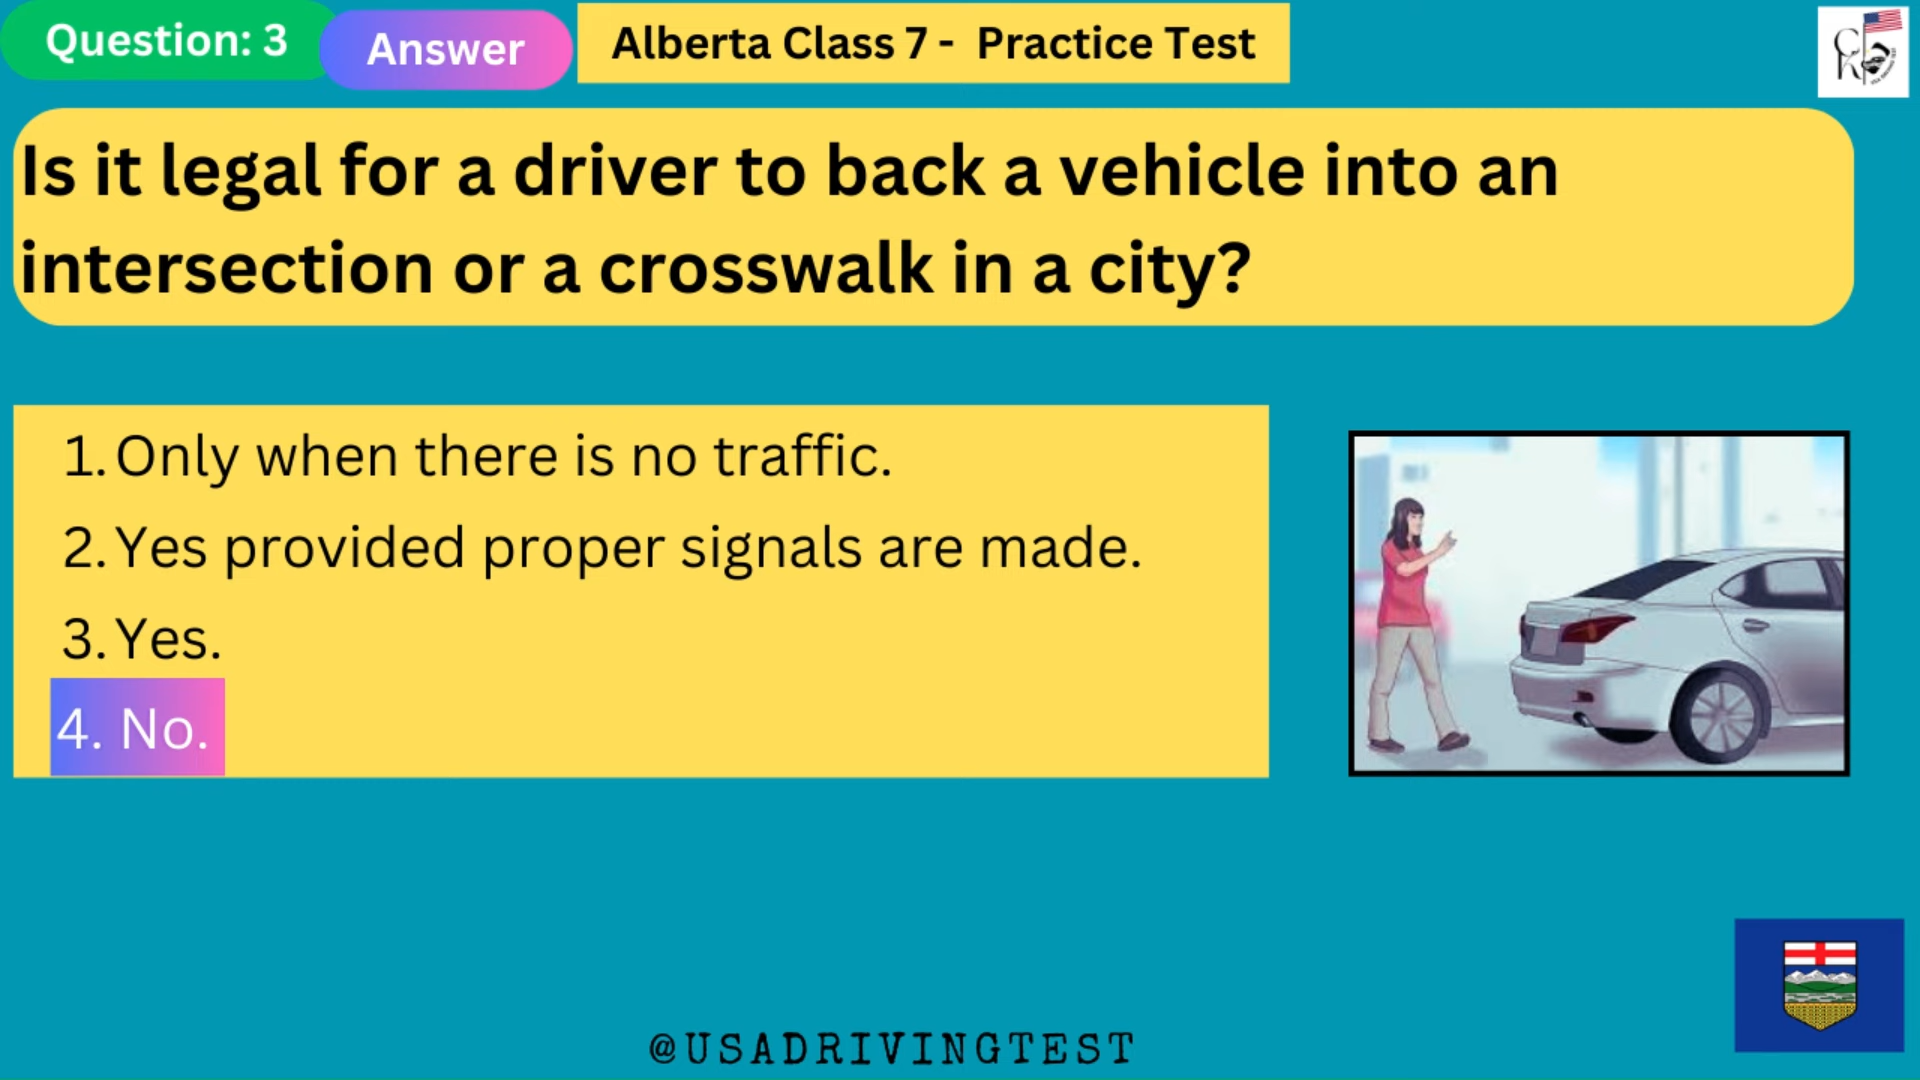 Question: 3
Answer
Alberta Class 7 - Practice Test
Is it legal for a driver to back a vehicle into an
intersection or a crosswalk in a city?
1. Only when there is no traffic.
2. Yes provided proper signals are made.
3. Yes.
4. No.
@USADRIVINGTEST